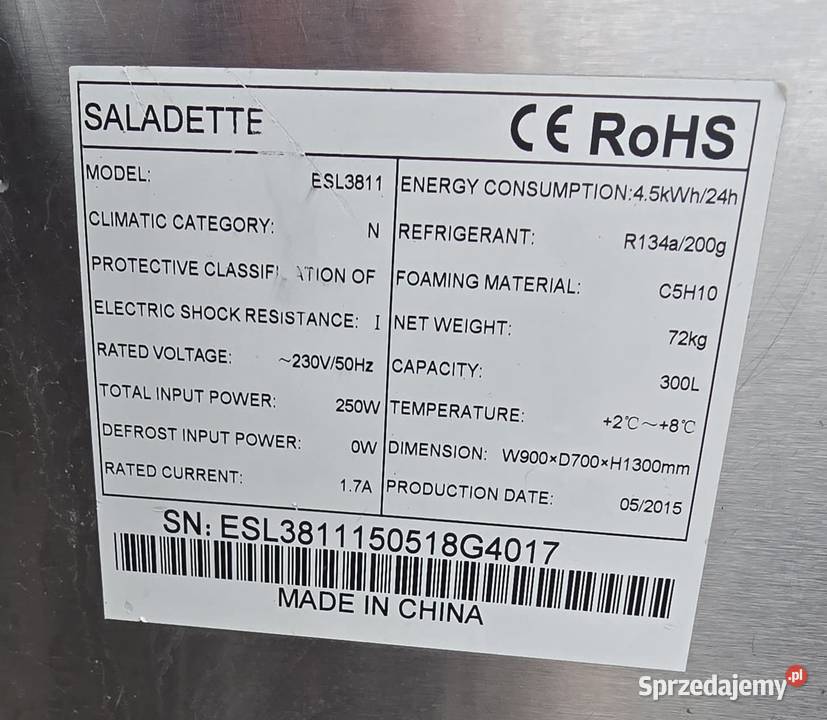 SALADETTE
CE RoHS
MODEL: ESL3811
CLIMATIC CATEGORY: N
PROTECTIVE CLASSIFICATION OF
ELECTRIC SHOCK RESISTANCE: I
RATED VOLTAGE: ~230V/50Hz
TOTAL INPUT POWER: 250W
DEFROST INPUT POWER: 0W
RATED CURRENT: 1.7A
ENERGY CONSUMPTION:4.5kWh/24h
REFRIGERANT: R134a/200g
FOAMING MATERIAL: C5H10
NET WEIGHT: 72kg
CAPACITY: 300L
TEMPERATURE: +2℃~+8℃
DIMENSION: W900×D700×H1300mm
PRODUCTION DATE: 05/2015
SN: ESL3811150518G4017
MADE IN CHINA
Sprzedajemy.pl